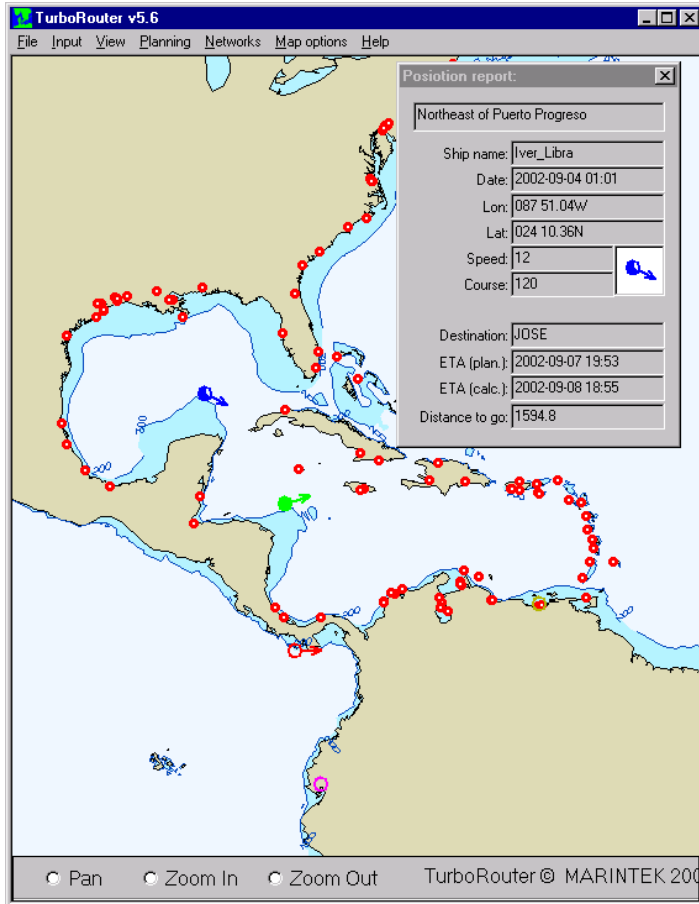 TurboRouter v5.6
File Input View Planning Networks Map options Help
Posiotion report:
Northeast of Puerto Progreso
Ship name: Iver_Libra
Date: 2002-09-04 01:01
Lon: 087 51.04W
Lat: 024 10.36N
Speed: 12
Course: 120
Destination: JOSE
ETA (plan.): 2002-09-07 19:53
ETA (calc.): 2002-09-08 18:55
Distance to go: 1594.8
200
200
200
Pan Zoom In Zoom Out TurboRouter © MARINTEK 200